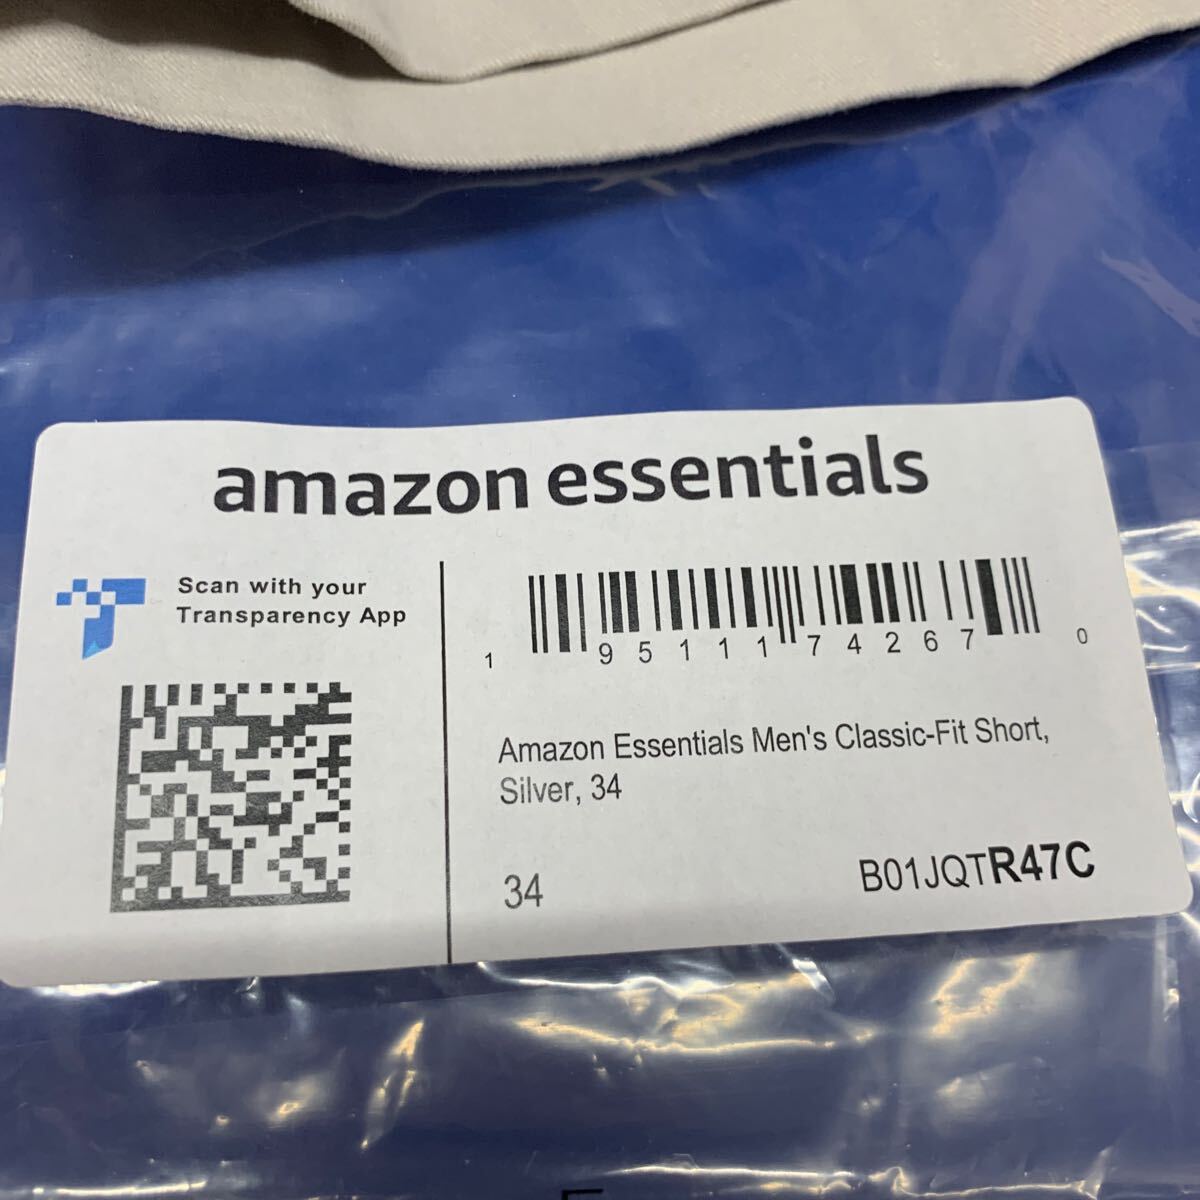 amazon essentials
Scan with your
Transparency App
1 95111 74267 0
Amazon Essentials Men's Classic-Fit Short,
Silver, 34
34
B01JQTR47C